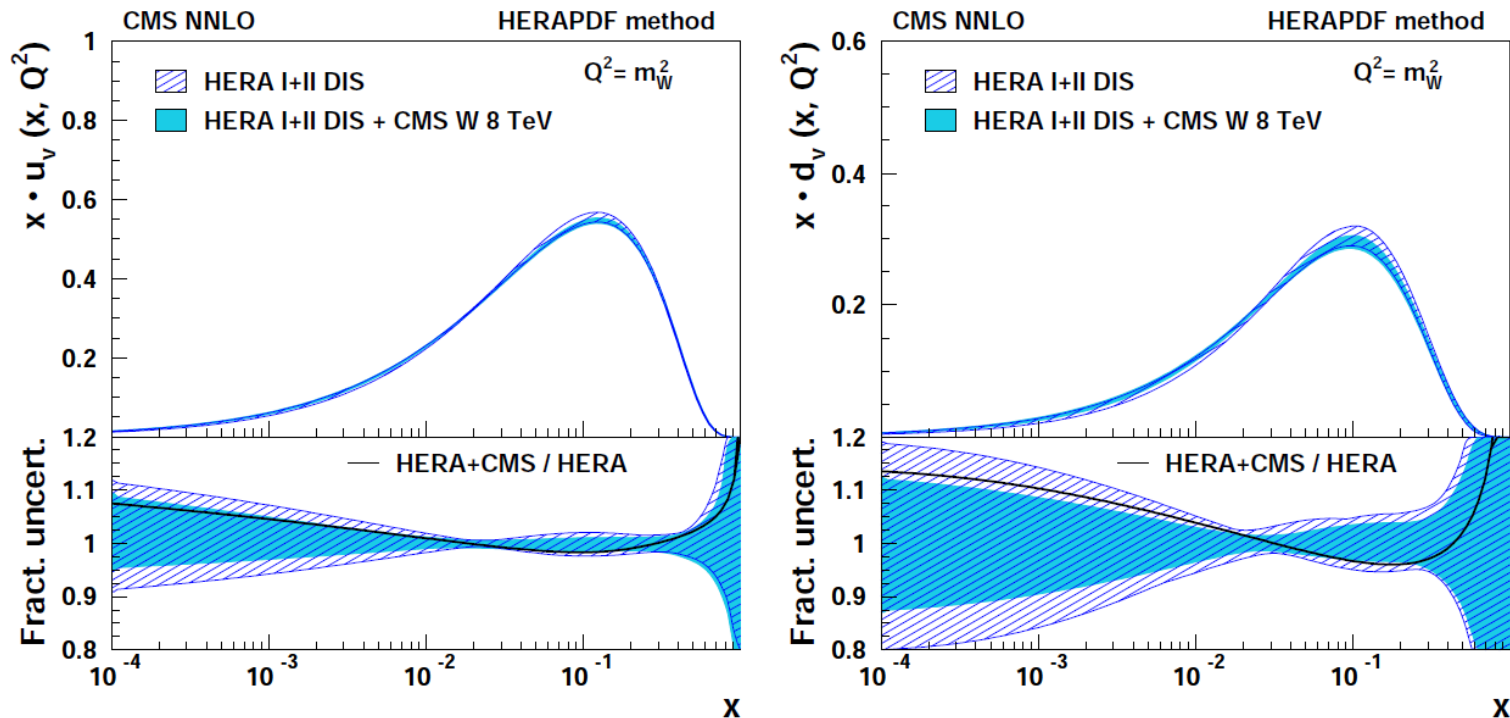 CMS NNLO HERAPDF method
x • u_v (x, Q²)
1
0.8
0.6
0.4
0.2
HERA I+II DIS
HERA I+II DIS + CMS W 8 TeV
Q² = m_W²
Fract. uncert.
1.2
1.1
1
0.9
0.8
HERA+CMS / HERA
10⁻⁴ 10⁻³ 10⁻² 10⁻¹
x
CMS NNLO HERAPDF method
x • d_v (x, Q²)
0.6
0.4
0.2
HERA I+II DIS
HERA I+II DIS + CMS W 8 TeV
Q² = m_W²
Fract. uncert.
1.2
1.1
1
0.9
0.8
HERA+CMS / HERA
10⁻⁴ 10⁻³ 10⁻² 10⁻¹
x